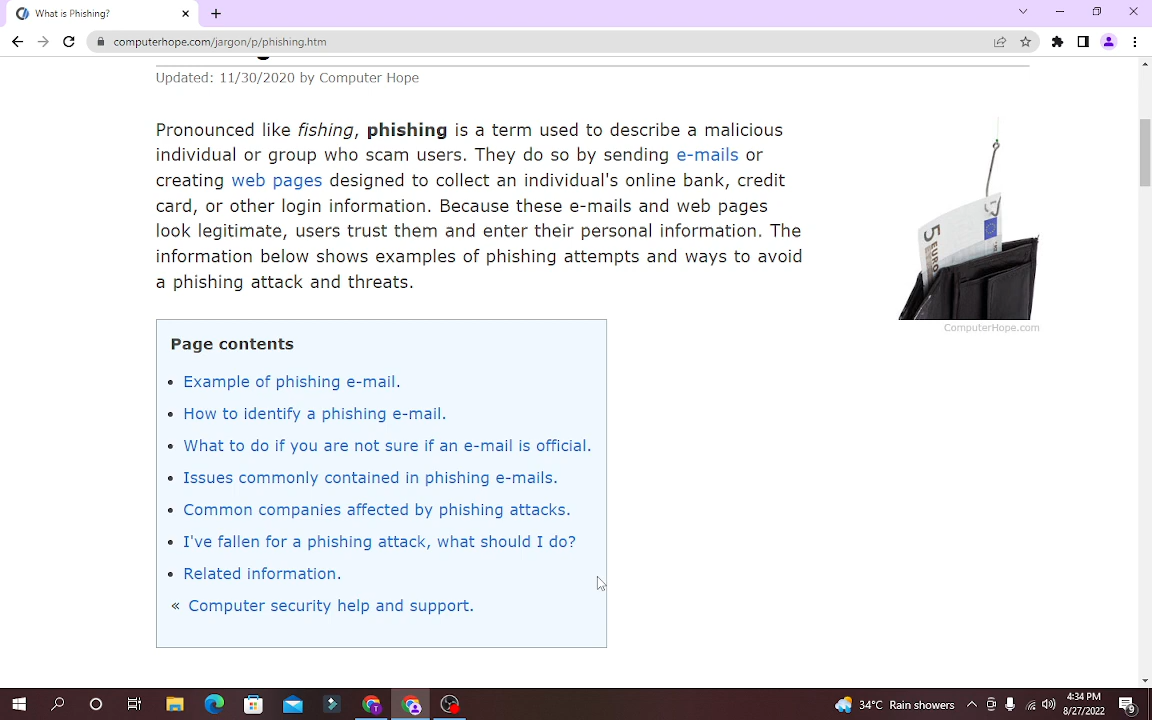 What is Phishing?
computerhope.com/jargon/p/phishing.htm
Updated: 11/30/2020 by Computer Hope
Pronounced like fishing, phishing is a term used to describe a malicious
individual or group who scam users. They do so by sending e-mails or
creating web pages designed to collect an individual's online bank, credit
card, or other login information. Because these e-mails and web pages
look legitimate, users trust them and enter their personal information. The
information below shows examples of phishing attempts and ways to avoid
a phishing attack and threats.
5 EURO
ComputerHope.com
Page contents
• Example of phishing e-mail.
• How to identify a phishing e-mail.
• What to do if you are not sure if an e-mail is official.
• Issues commonly contained in phishing e-mails.
• Common companies affected by phishing attacks.
• I've fallen for a phishing attack, what should I do?
• Related information.
« Computer security help and support.
34°C Rain showers
4:34 PM
8/27/2022
9